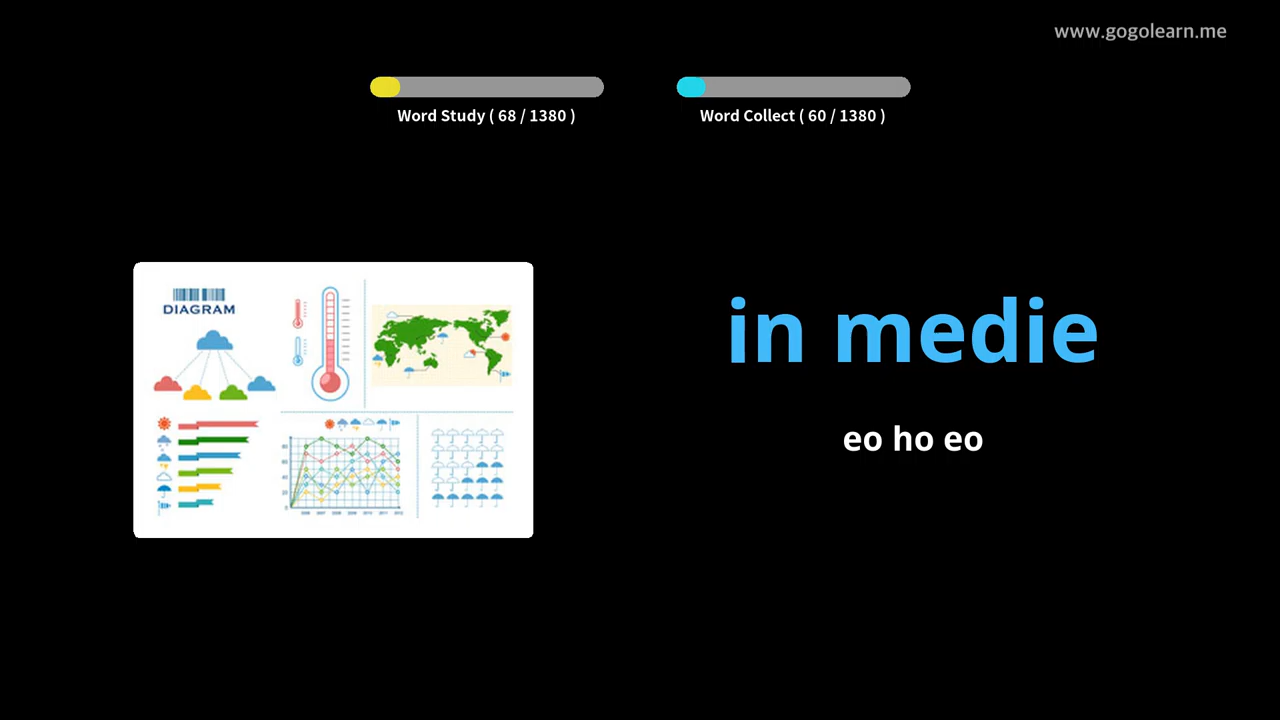 www.gogolearn.me
Word Study ( 68 / 1380 )
Word Collect ( 60 / 1380 )
DIAGRAM
in medie
eo ho eo